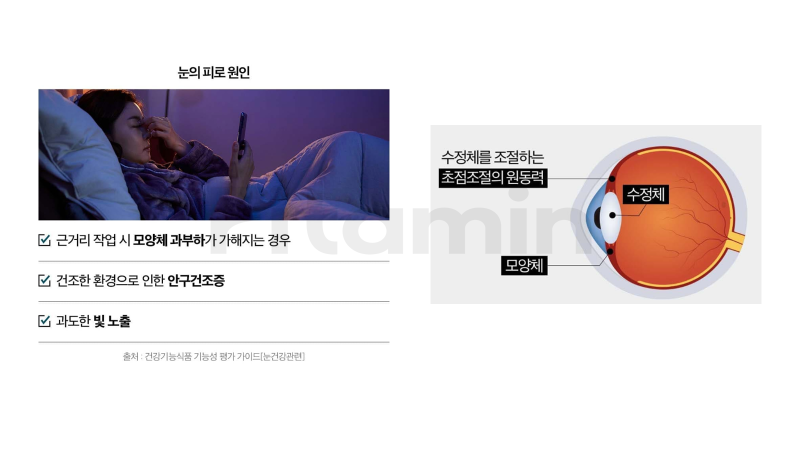 눈의 피로 원인
근거리 작업 시 모양체 과부하가 가해지는 경우
건조한 환경으로 인한 안구건조증
과도한 빛 노출
출처 : 건강기능식품 기능성 평가 가이드[눈건강관련]
수정체를 조절하는
초점조절의 원동력
수정체
모양체
ritamin